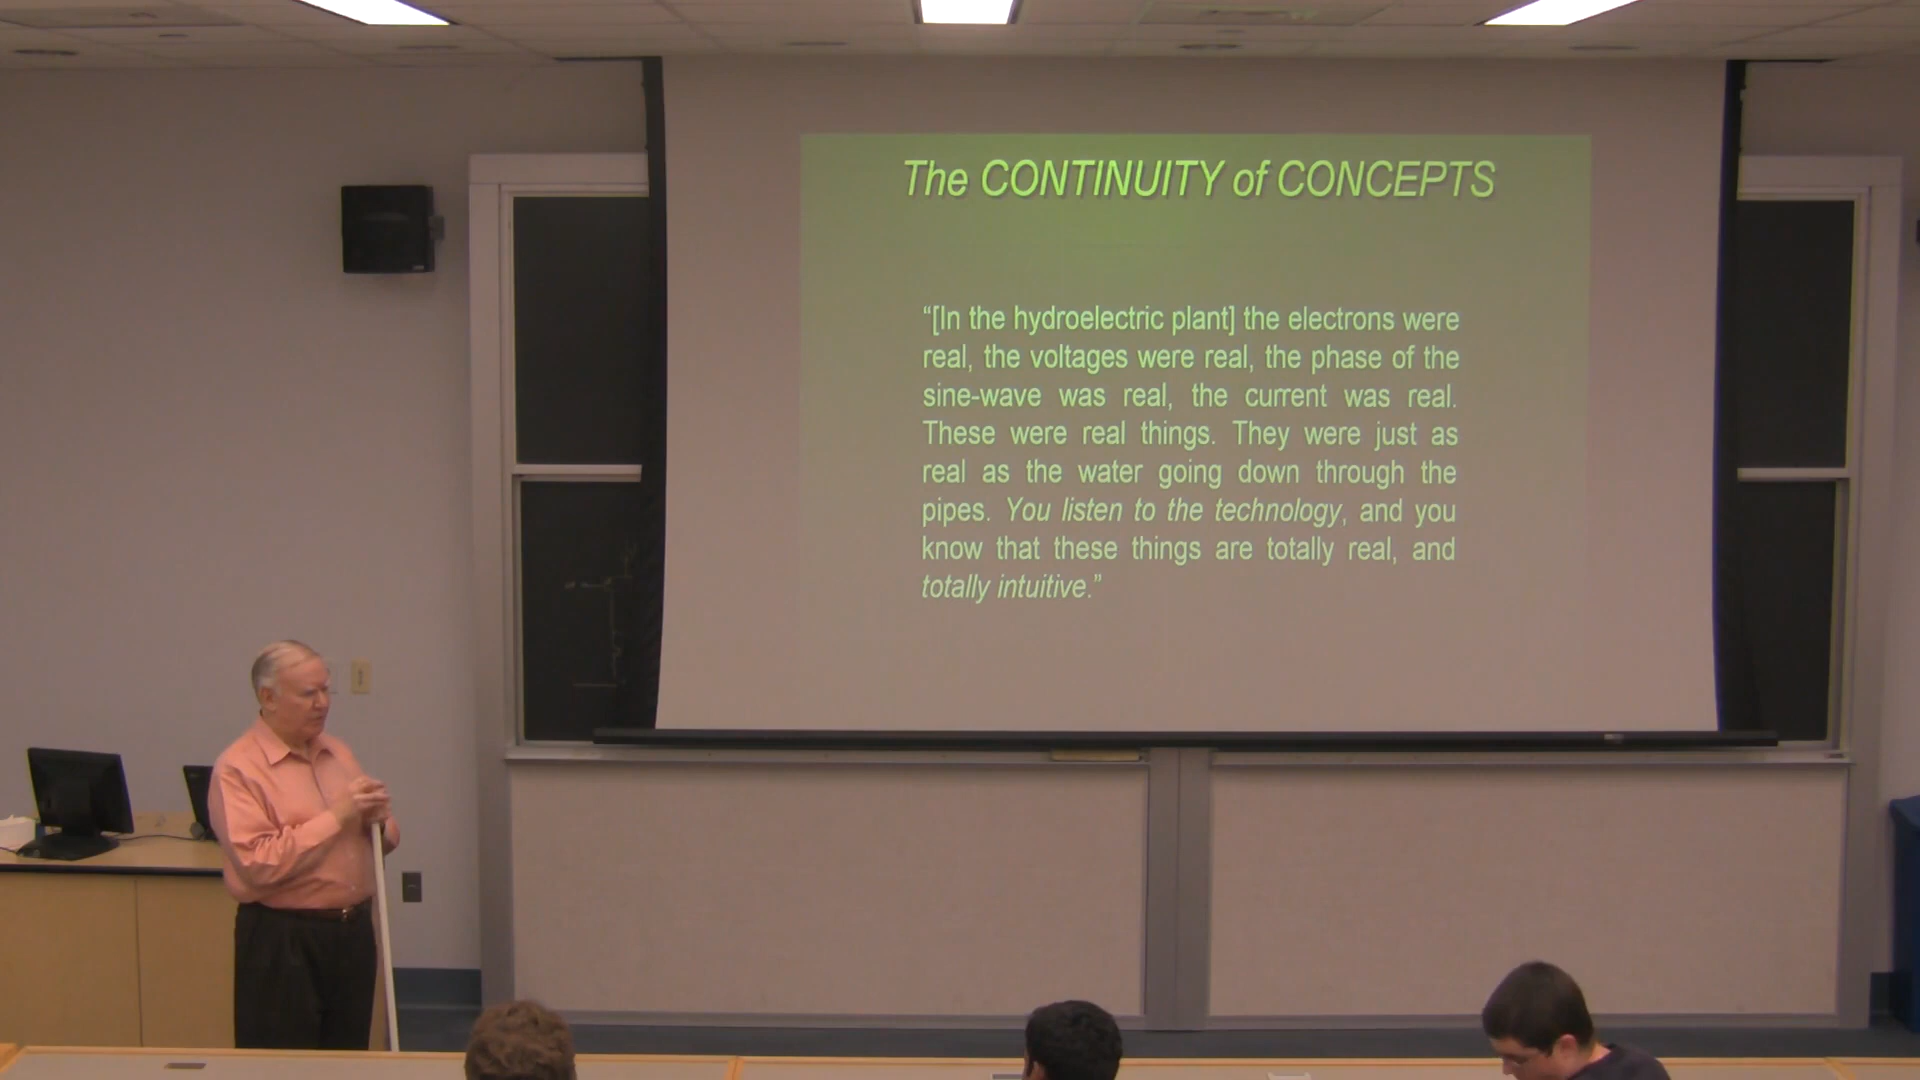 The CONTINUITY of CONCEPTS
“[In the hydroelectric plant] the electrons were
real, the voltages were real, the phase of the
sine-wave was real, the current was real.
These were real things. They were just as
real as the water going down through the
pipes. You listen to the technology, and you
know that these things are totally real, and
totally intuitive.”